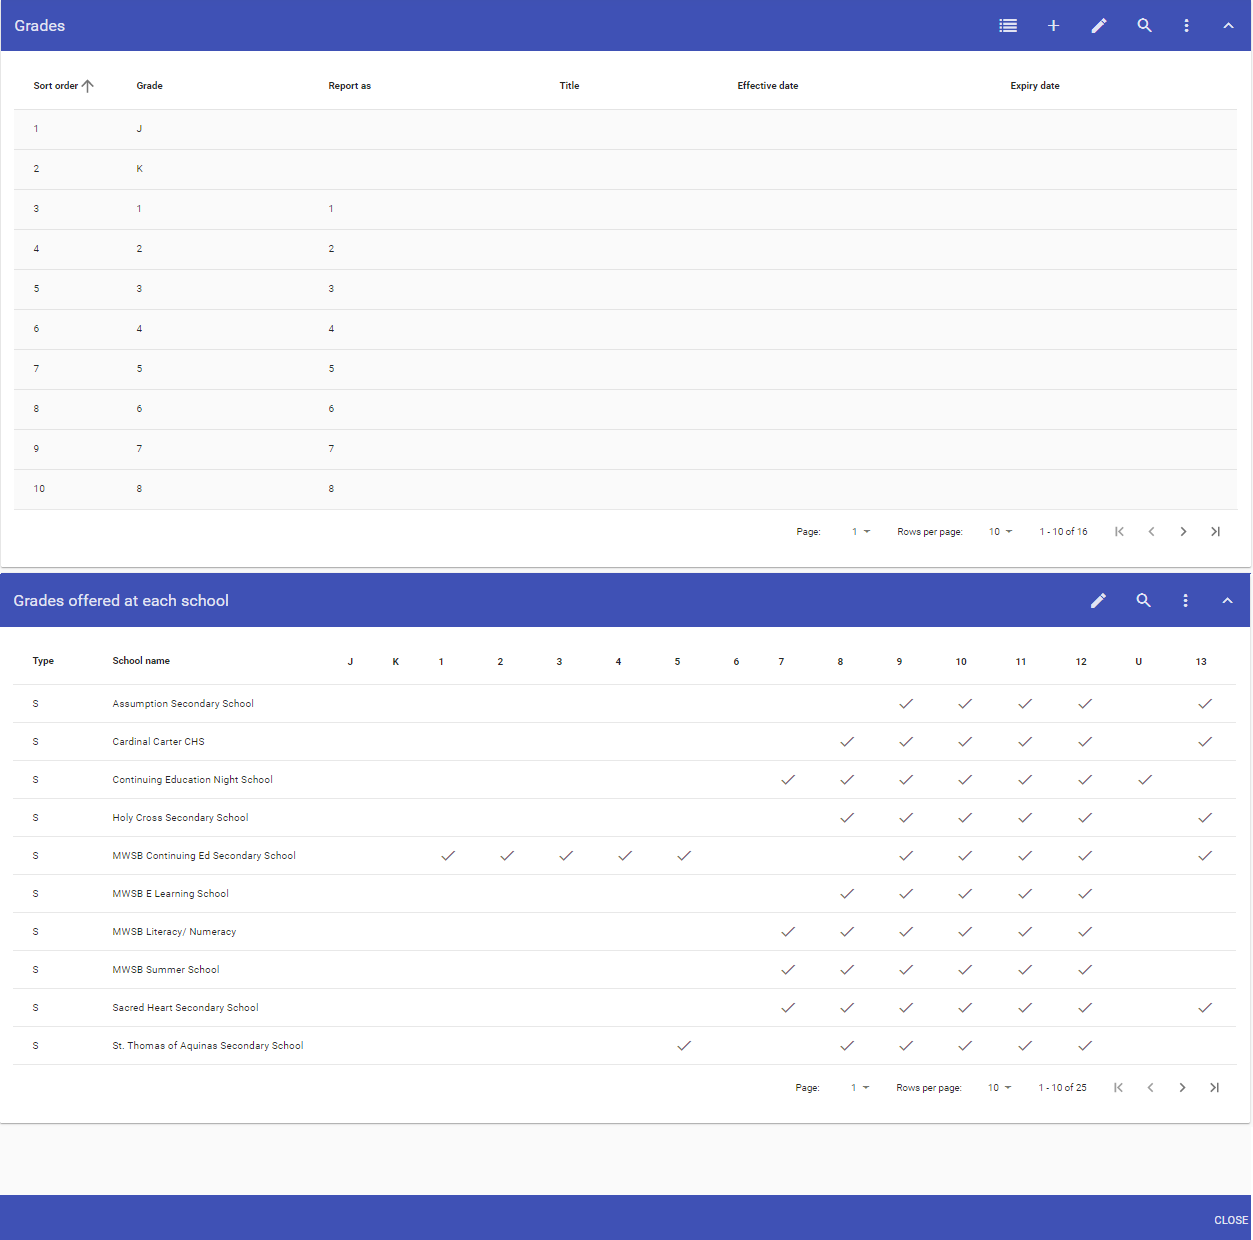 Grades
Sort order Grade Report as Title Effective date Expiry date
1 J
2 K
3 1 1
4 2 2
5 3 3
6 4 4
7 5 5
8 6 6
9 7 7
10 8 8
Page: 1 Rows per page: 10 1 - 10 of 16
Grades offered at each school
Type School name J K 1 2 3 4 5 6 7 8 9 10 11 12 U 13
S Assumption Secondary School
S Cardinal Carter CHS
S Continuing Education Night School
S Holy Cross Secondary School
S MWSB Continuing Ed Secondary School
S MWSB E Learning School
S MWSB Literacy/ Numeracy
S MWSB Summer School
S Sacred Heart Secondary School
S St. Thomas of Aquinas Secondary School
Page: 1 Rows per page: 10 1 - 10 of 25
CLOSE